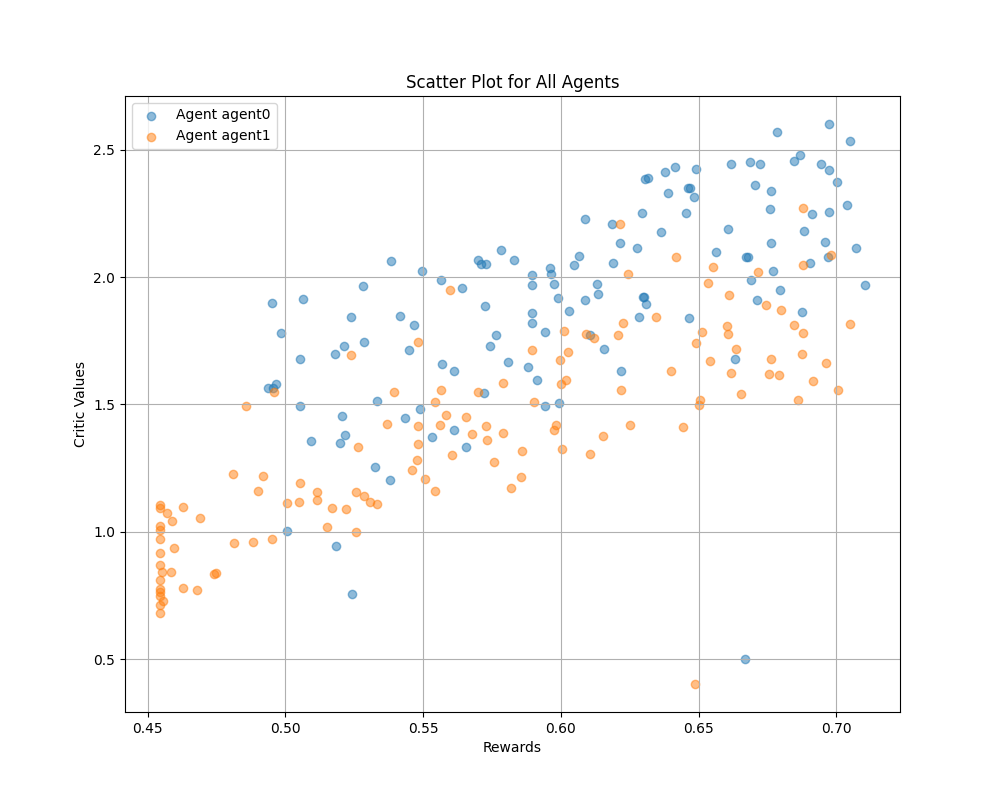 Scatter Plot for All Agents
Agent agent0
Agent agent1
2.5
2.0
1.5
1.0
0.5
Critic Values
0.45 0.50 0.55 0.60 0.65 0.70
Rewards